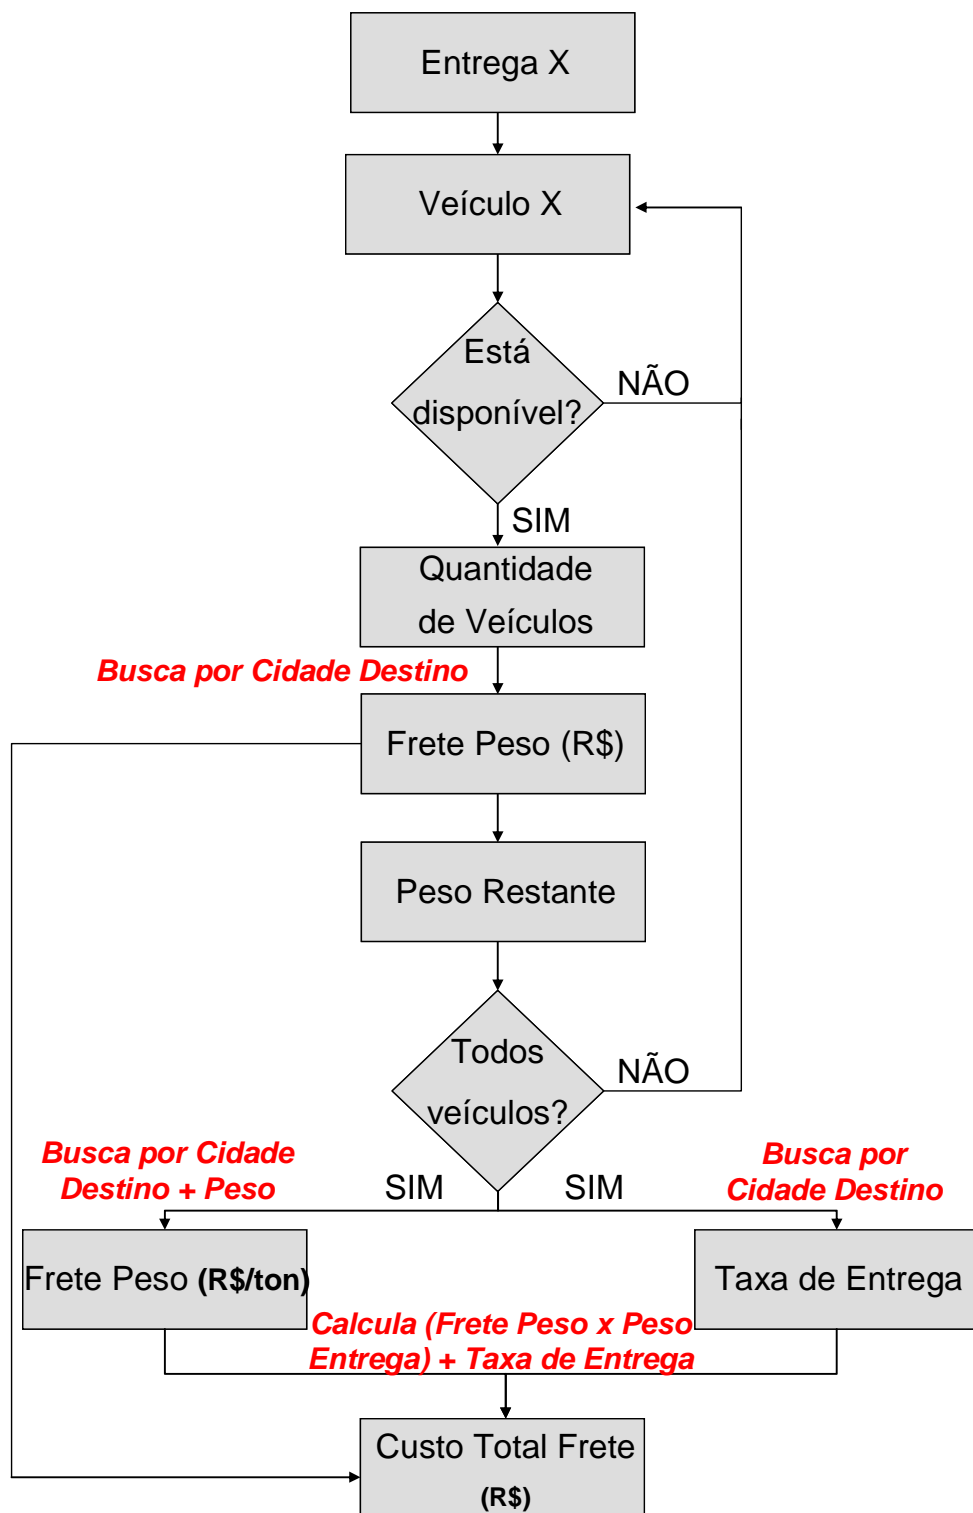 Entrega X
Veículo X
Está
disponível?
NÃO
SIM
Quantidade
de Veículos
Busca por Cidade Destino
Frete Peso (R$)
Peso Restante
Todos
veículos?
NÃO
Busca por Cidade
Destino + Peso
SIM
SIM
Busca por
Cidade Destino
Frete Peso (R$/ton)
Taxa de Entrega
Calcula (Frete Peso x Peso
Entrega) + Taxa de Entrega
Custo Total Frete
(R$)